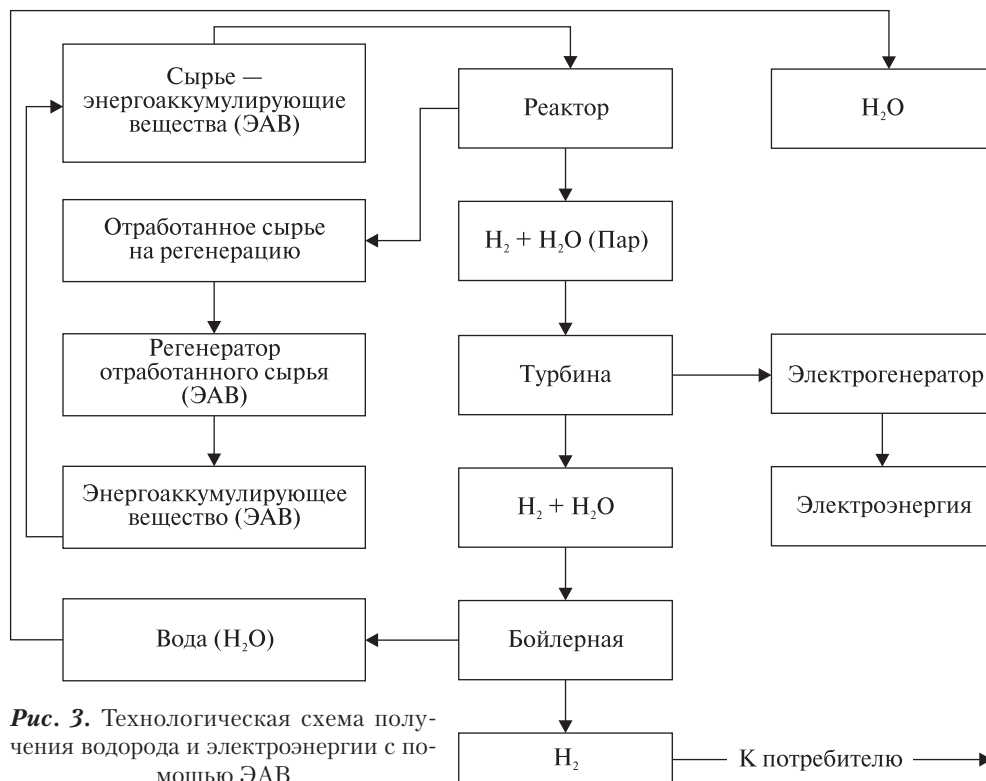 Сырье —
энергоаккумулирующие
вещества (ЭАВ)
Реактор
H₂O
Отработанное сырье
на регенерацию
H₂ + H₂O (Пар)
Регенератор
отработанного сырья
(ЭАВ)
Турбина
Электрогенератор
Энергоаккумулирующее
вещество (ЭАВ)
H₂ + H₂O
Электроэнергия
Вода (H₂O)
Бойлерная
H₂
К потребителю
Рис. 3. Технологическая схема полу-
чения водорода и электроэнергии с по-
мощью ЭАВ